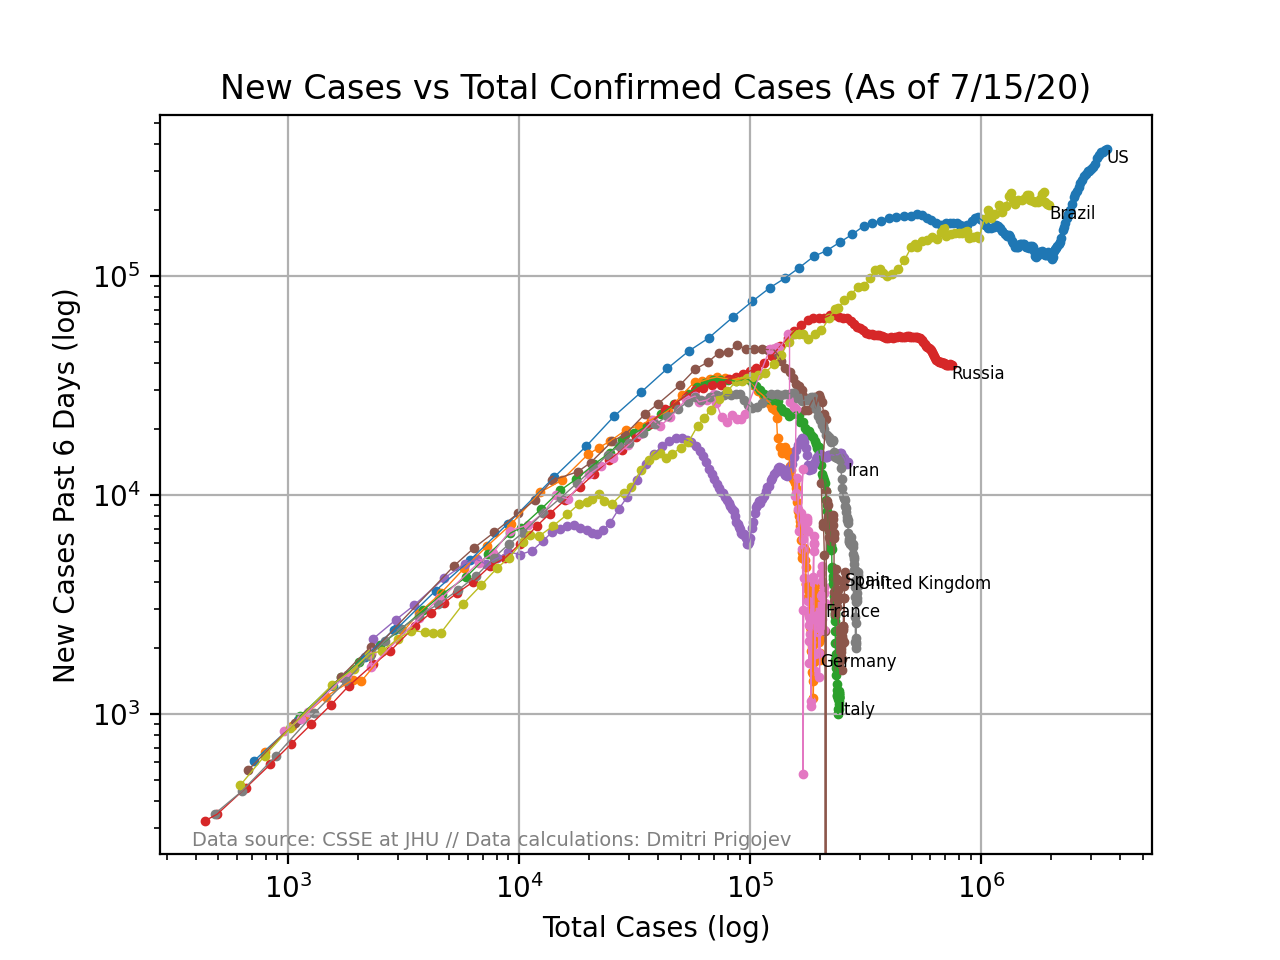 New Cases vs Total Confirmed Cases (As of 7/15/20)
New Cases Past 6 Days (log)
10⁵
10⁴
10³
US
Brazil
Russia
Iran
Spain
United Kingdom
France
Germany
Italy
Data source: CSSE at JHU // Data calculations: Dmitri Prigojev
10³ 10⁴ 10⁵ 10⁶
Total Cases (log)